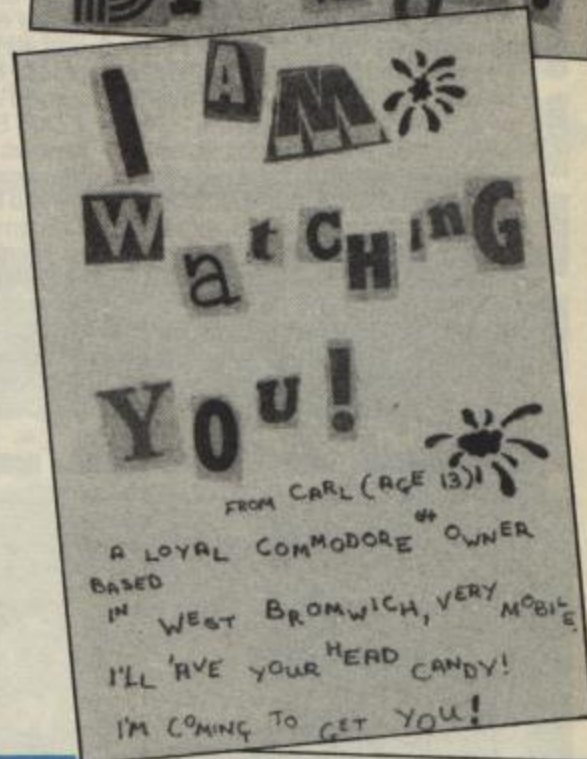 I AM
WatCHinG
YOU!
FROM CARL (AGE 13)!
A LOYAL COMMODORE 64 OWNER
BASED
IN WEST BROMWICH, VERY MOBILE.
I'LL 'AVE YOUR HEAD CANDY!
I'M COMING TO GET YOU!